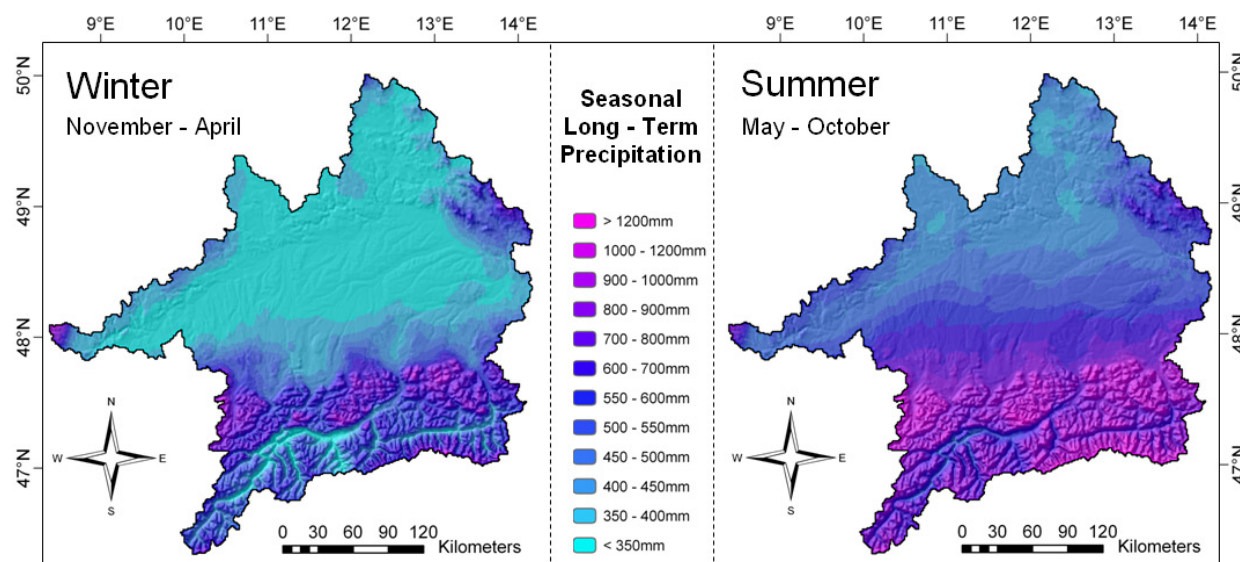 9°E 10°E 11°E 12°E 13°E 14°E
9°E 10°E 11°E 12°E 13°E 14°E
50°N
49°N
48°N
47°N
Winter
November - April
N
W E
S
0 30 60 90 120
Kilometers
Seasonal
Long - Term
Precipitation
> 1200mm
1000 - 1200mm
900 - 1000mm
800 - 900mm
700 - 800mm
600 - 700mm
550 - 600mm
500 - 550mm
450 - 500mm
400 - 450mm
350 - 400mm
< 350mm
Summer
May - October
N
W E
S
0 30 60 90 120
Kilometers
50°N
49°N
48°N
47°N